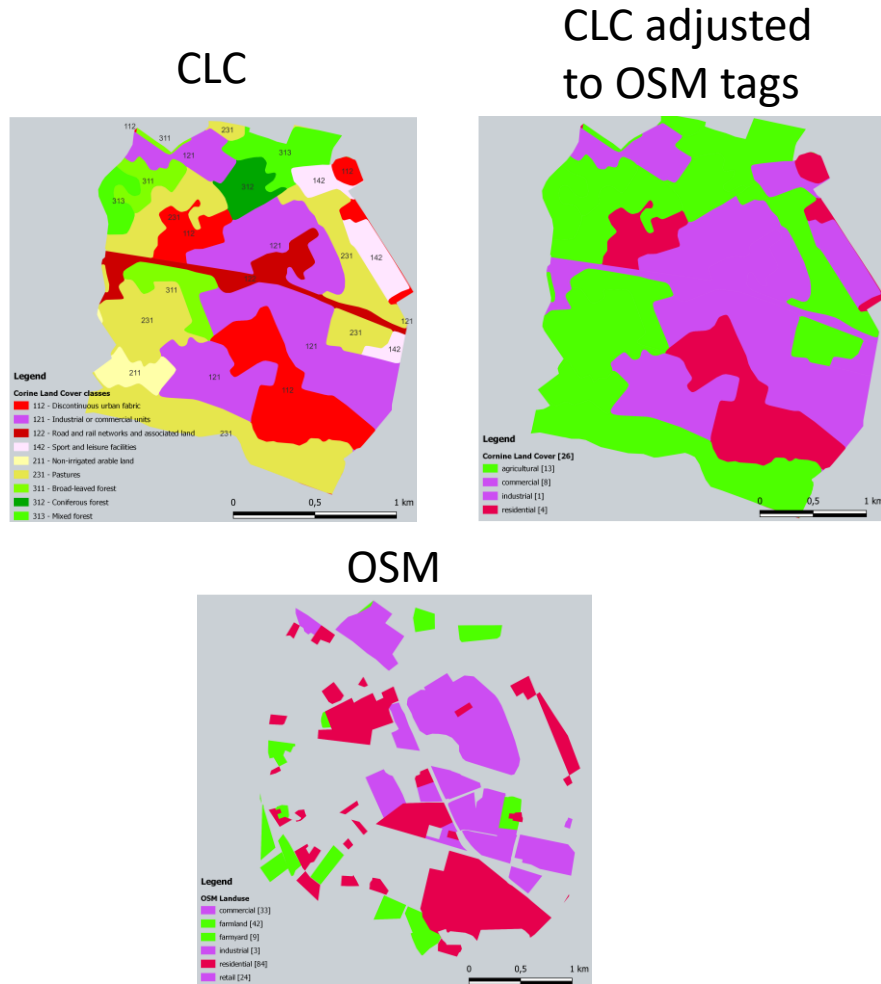 CLC
CLC adjusted
to OSM tags
112
311
121
231
313
312
142
112
311
313
231
112
121
231
142
311
231
121
231
121
142
211
121
112
231
Legend
Corine Land Cover classes
112 - Discontinuous urban fabric
121 - Industrial or commercial units
122 - Road and rail networks and associated land
142 - Sport and leisure facilities
211 - Non-irrigated arable land
231 - Pastures
311 - Broad-leaved forest
312 - Coniferous forest
313 - Mixed forest
0 0,5 1 km
Legend
Cornine Land Cover [26]
agricultural [13]
commercial [8]
industrial [1]
residential [4]
0 0,5 1 km
OSM
Legend
OSM Landuse
commercial [33]
farmland [42]
farmyard [9]
industrial [3]
residential [84]
retail [24]
0 0,5 1 km